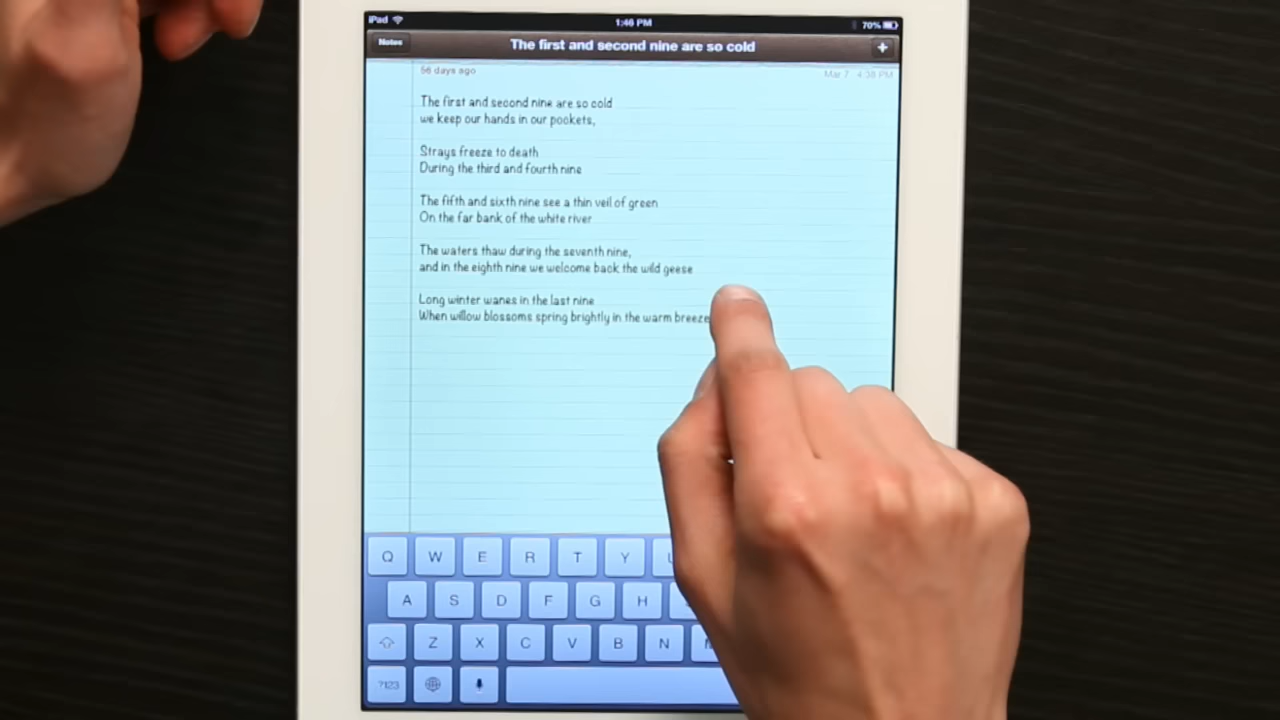 iPad 1:46 PM 70%
Notes The first and second nine are so cold +
56 days ago Mar 7 4:38 PM
The first and second nine are so cold
we keep our hands in our pockets,
Strays freeze to death
During the third and fourth nine
The fifth and sixth nine see a thin veil of green
On the far bank of the white river
The waters thaw during the seventh nine,
and in the eighth nine we welcome back the wild geese
Long winter wanes in the last nine
When willow blossoms spring brightly in the warm breeze
Q W E R T Y
A S D F G H
Z X C V B N
?123